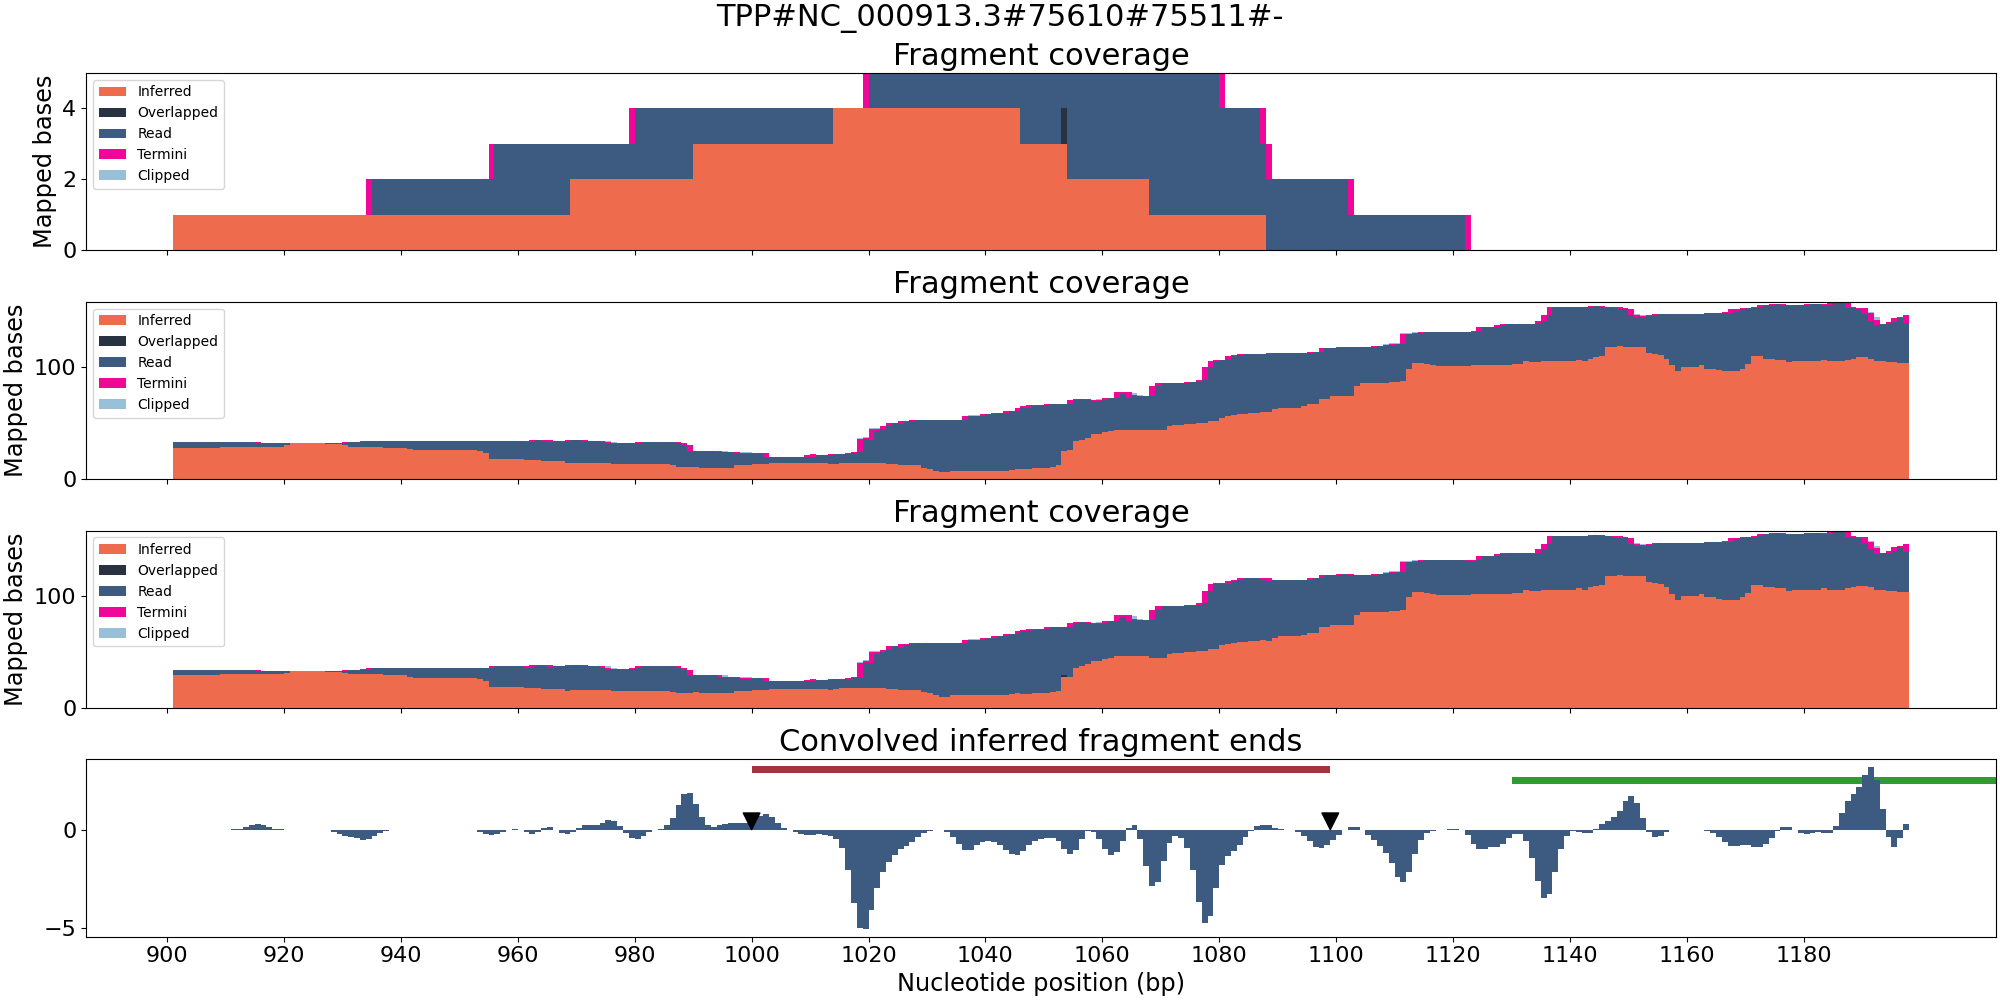 TPP#NC_000913.3#75610#75511#-
Fragment coverage
Mapped bases
4
2
0
Inferred
Overlapped
Read
Termini
Clipped
Fragment coverage
Mapped bases
100
0
Inferred
Overlapped
Read
Termini
Clipped
Fragment coverage
Mapped bases
100
0
Inferred
Overlapped
Read
Termini
Clipped
Convolved inferred fragment ends
0
−5
900 920 940 960 980 1000 1020 1040 1060 1080 1100 1120 1140 1160 1180
Nucleotide position (bp)